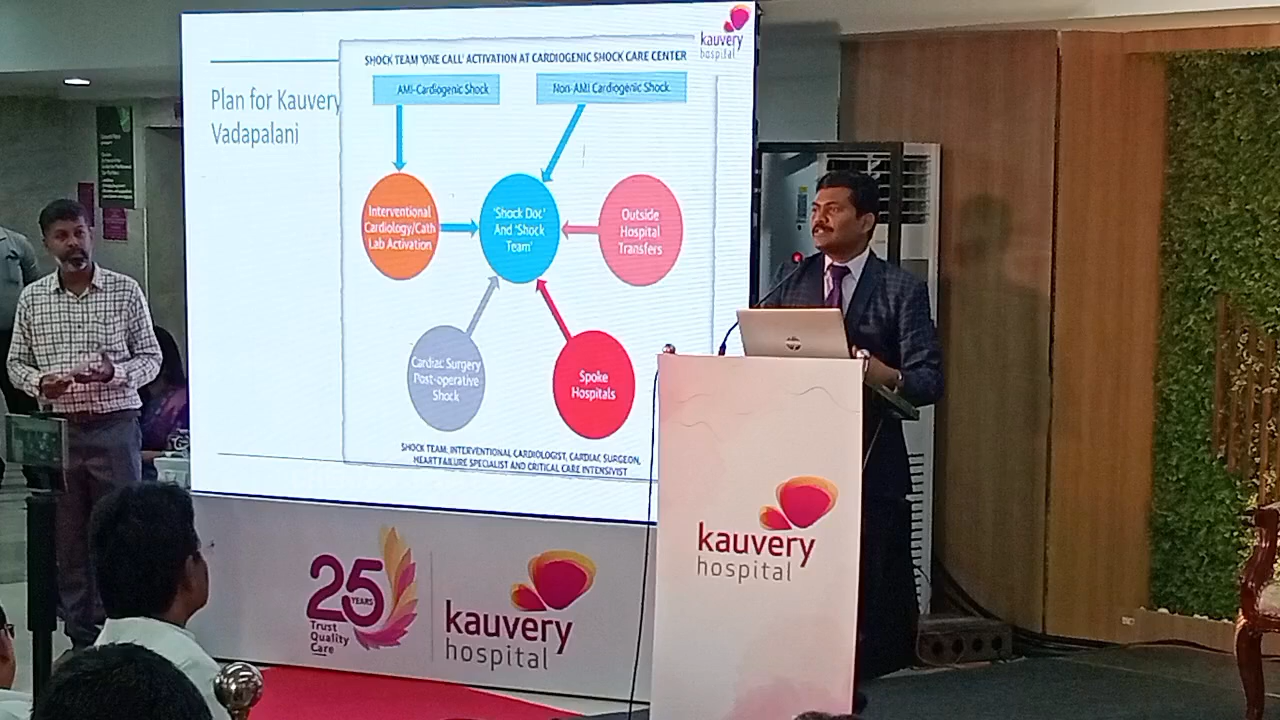 kauvery
hospital
SHOCK TEAM 'ONE CALL' ACTIVATION AT CARDIOGENIC SHOCK CARE CENTER
Plan for Kauvery
Vadapalani
AMI-Cardiogenic Shock
Non-AMI Cardiogenic Shock
Interventional
Cardiology/Cath
Lab Activation
'Shock Doc'
And 'Shock
Team'
Outside
Hospital
Transfers
Cardiac Surgery
Post-operative
Shock
Spoke
Hospitals
SHOCK TEAM: INTERVENTIONAL CARDIOLOGIST, CARDIAC SURGEON,
HEART FAILURE SPECIALIST AND CRITICAL CARE INTENSIVIST
25
YEARS
Trust
Quality
Care
kauvery
hospital
kauvery
hospital